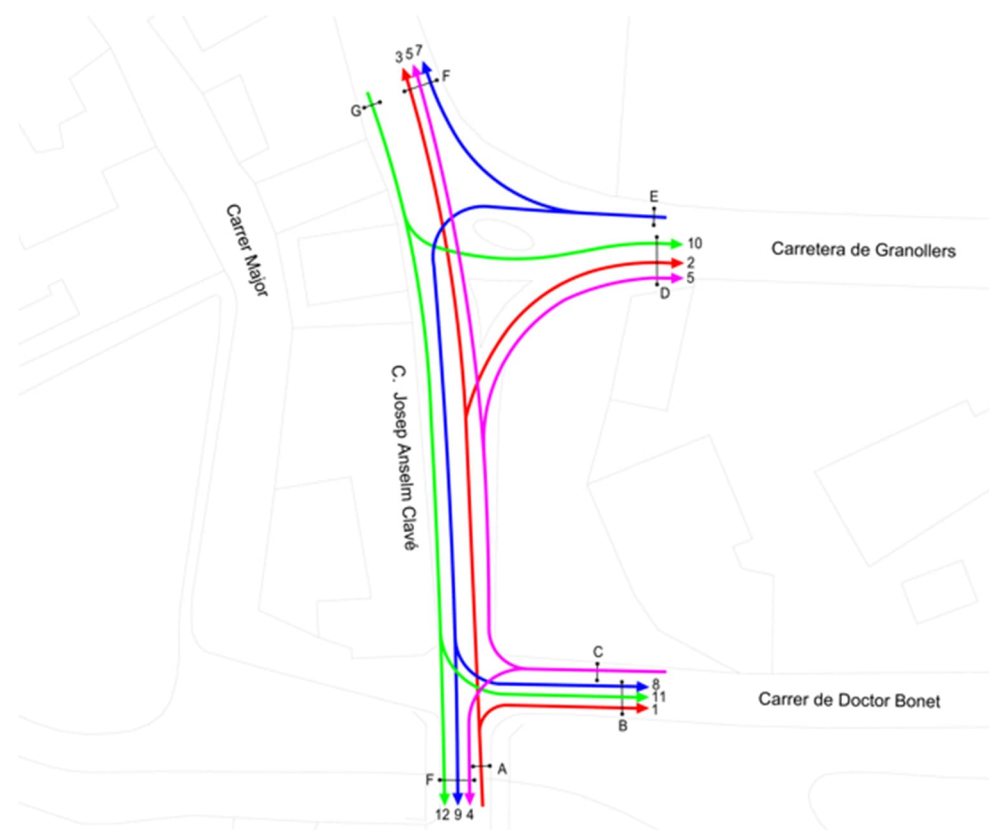 3 5 7
F
G
E
10
2
5
D
Carretera de Granollers
Carrer Major
C. Josep Anselm Clavé
C
8
11
1
B
Carrer de Doctor Bonet
A
F
12 9 4